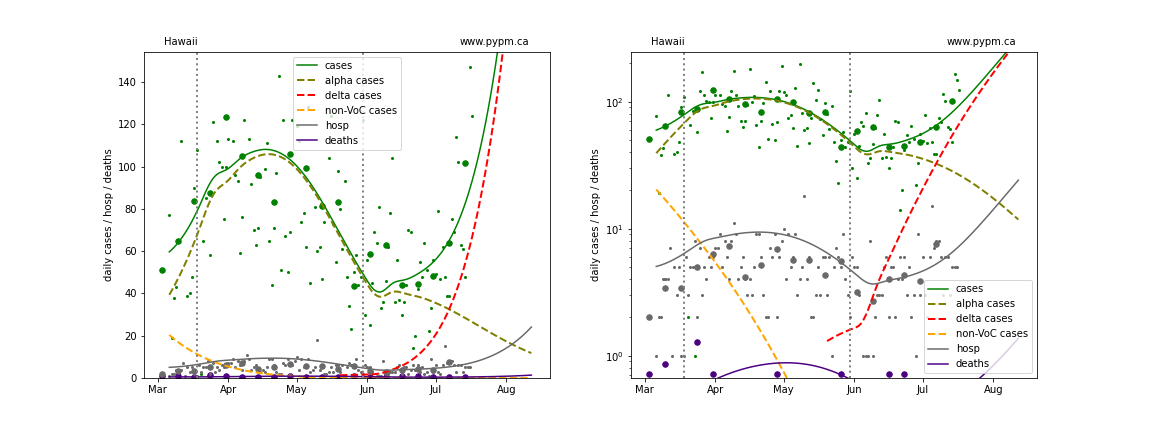 Hawaii www.pypm.ca
daily cases / hosp / deaths
140
120
100
80
60
40
20
0
Mar Apr May Jun Jul Aug
cases
alpha cases
delta cases
non-VoC cases
hosp
deaths
Hawaii www.pypm.ca
daily cases / hosp / deaths
10²
10¹
10⁰
Mar Apr May Jun Jul Aug
cases
alpha cases
delta cases
non-VoC cases
hosp
deaths